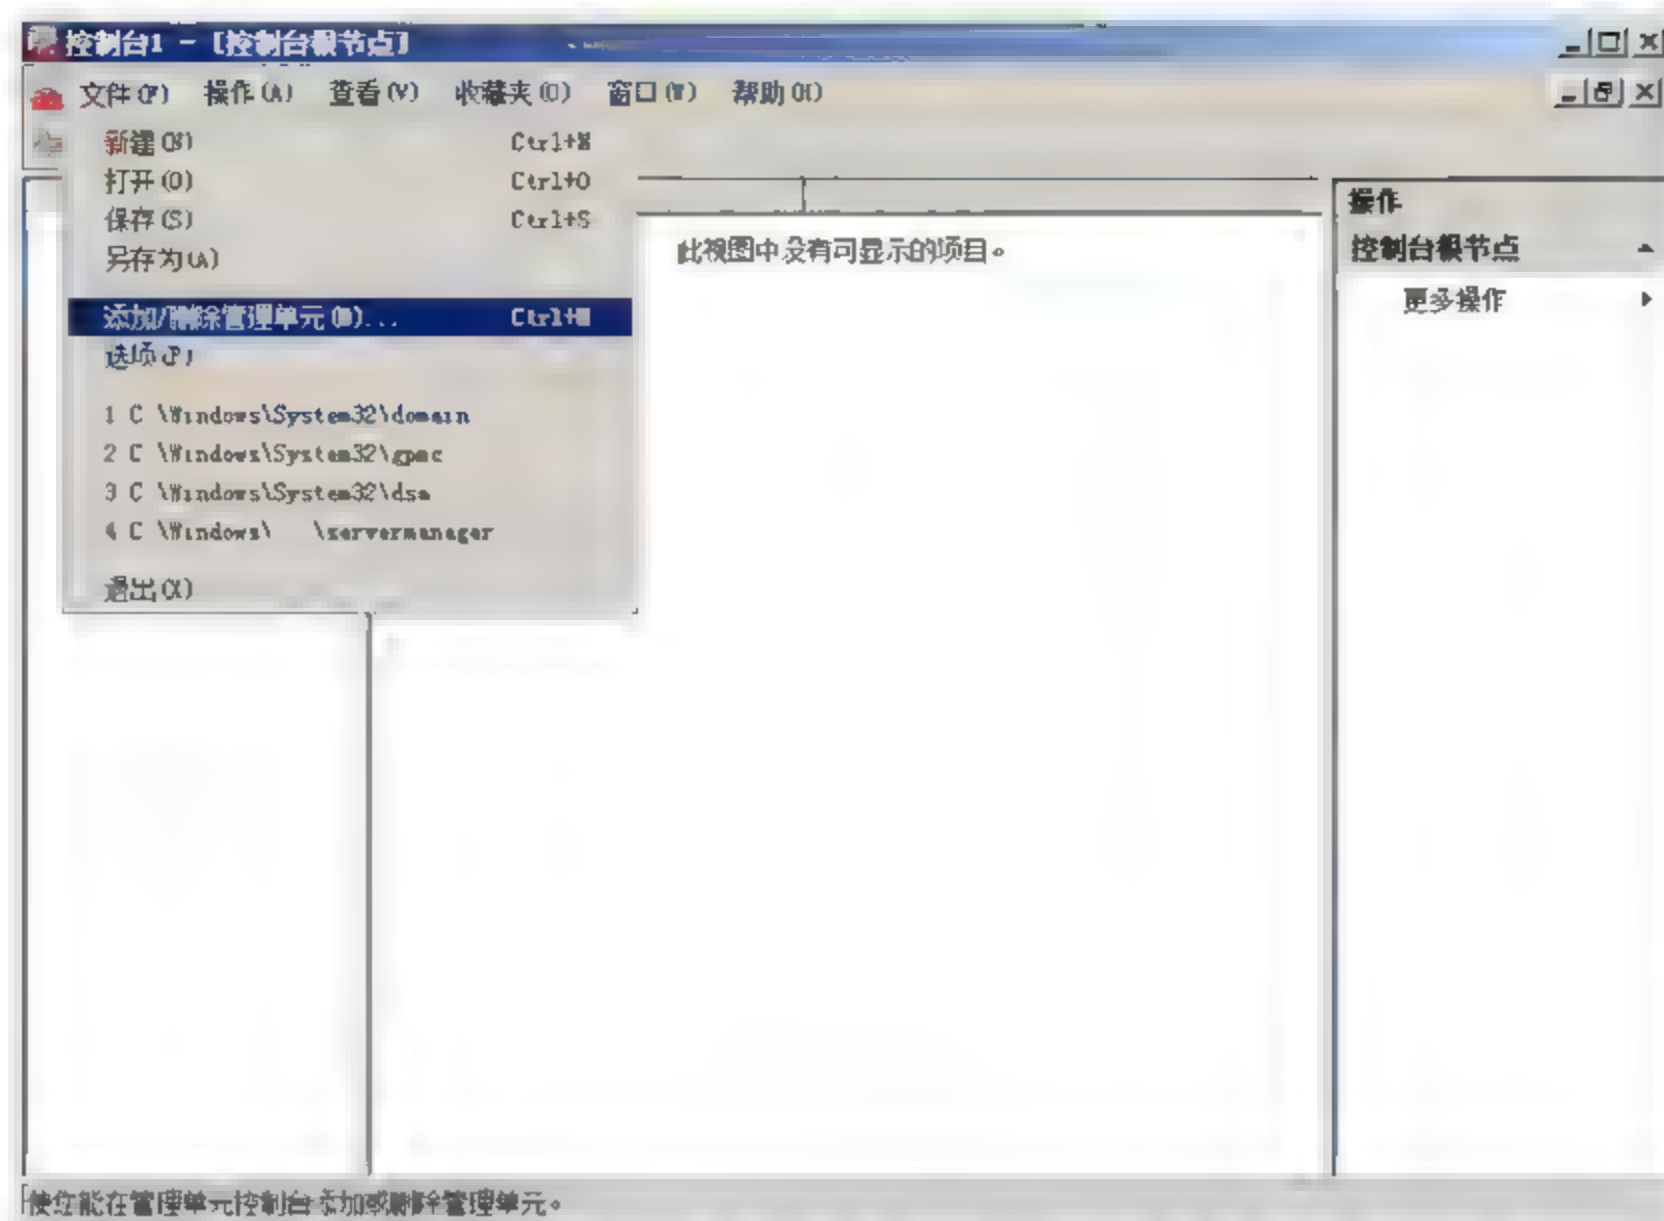 控制台1 - [控制台根节点]
文件(F) 操作(A) 查看(V) 收藏夹(O) 窗口(W) 帮助(H)
新建(N) Ctrl+N
打开(O) Ctrl+O
保存(S) Ctrl+S
另存为(A)
添加/删除管理单元(M)... Ctrl+M
选项(P)
1 C \Windows\System32\domain
2 C \Windows\System32\gpmc
3 C \Windows\System32\dsa
4 C \Windows\ \servermanager
退出(X)
此视图中没有可显示的项目。
操作
控制台根节点
更多操作
使您能在管理单元控制台添加或删除管理单元。